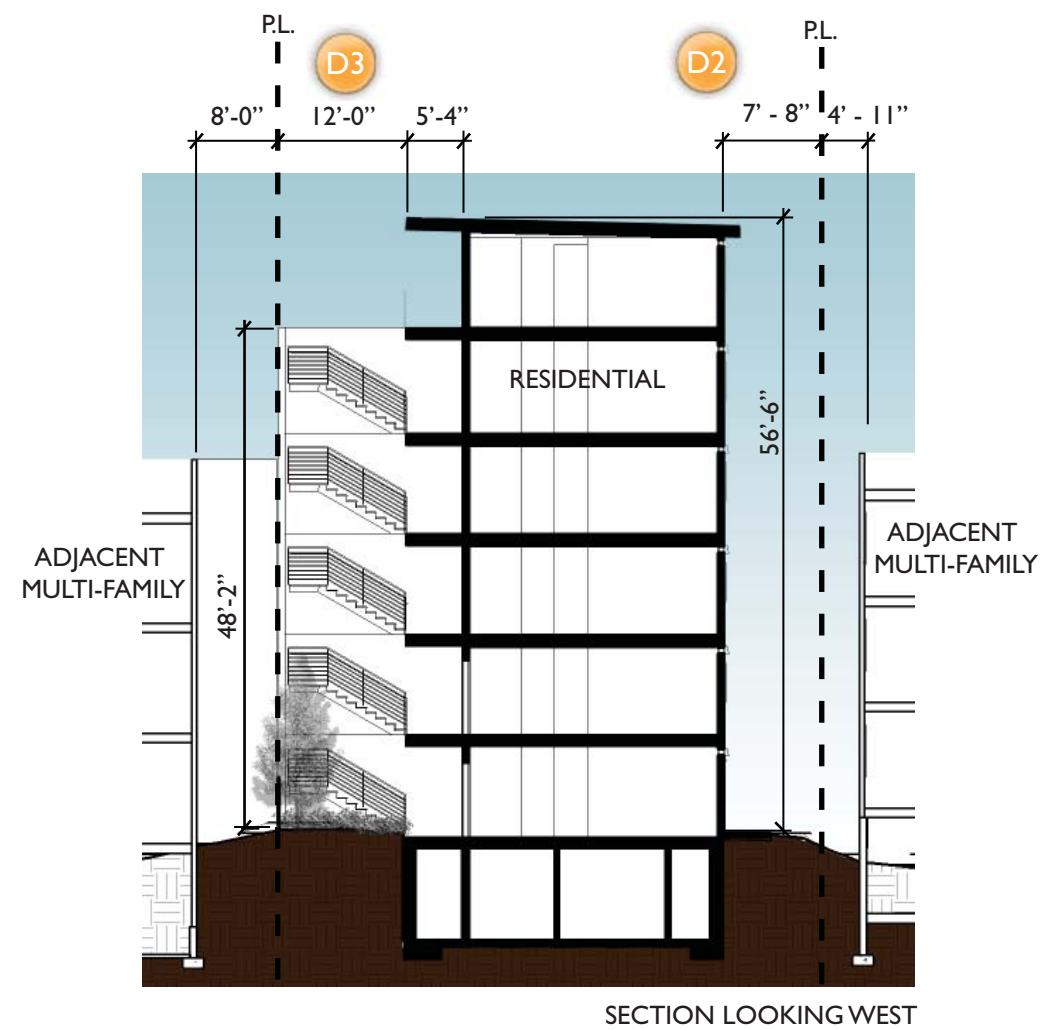 P.L.
P.L.
D3
D2
8’-0”
12’-0”
5’-4”
7’ - 8”
4’ - 11”
RESIDENTIAL
56’-6”
ADJACENT
MULTI-FAMILY
48’-2”
ADJACENT
MULTI-FAMILY
SECTION LOOKING WEST